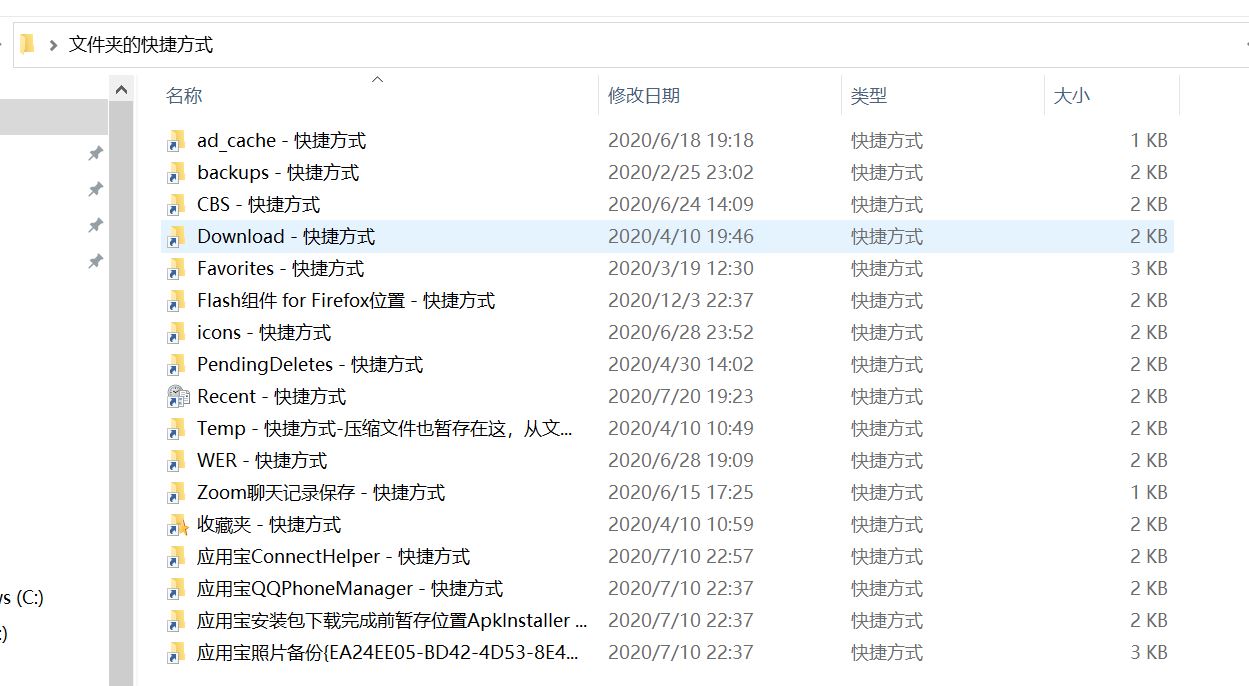 文件夹的快捷方式
名称 修改日期 类型 大小
ad_cache - 快捷方式 2020/6/18 19:18 快捷方式 1 KB
backups - 快捷方式 2020/2/25 23:02 快捷方式 2 KB
CBS - 快捷方式 2020/6/24 14:09 快捷方式 2 KB
Download - 快捷方式 2020/4/10 19:46 快捷方式 2 KB
Favorites - 快捷方式 2020/3/19 12:30 快捷方式 3 KB
Flash组件 for Firefox位置 - 快捷方式 2020/12/3 22:37 快捷方式 2 KB
icons - 快捷方式 2020/6/28 23:52 快捷方式 2 KB
PendingDeletes - 快捷方式 2020/4/30 14:02 快捷方式 2 KB
Recent - 快捷方式 2020/7/20 19:23 快捷方式 2 KB
Temp - 快捷方式-压缩文件也暂存在这，从文... 2020/4/10 10:49 快捷方式 2 KB
WER - 快捷方式 2020/6/28 19:09 快捷方式 2 KB
Zoom聊天记录保存 - 快捷方式 2020/6/15 17:25 快捷方式 1 KB
收藏夹 - 快捷方式 2020/4/10 10:59 快捷方式 2 KB
应用宝ConnectHelper - 快捷方式 2020/7/10 22:57 快捷方式 2 KB
应用宝QQPhoneManager - 快捷方式 2020/7/10 22:37 快捷方式 2 KB
ws (C:)
应用宝安装包下载完成前暂存位置ApkInstaller ... 2020/7/10 22:37 快捷方式 2 KB
:)
应用宝照片备份{EA24EE05-BD42-4D53-8E4... 2020/7/10 22:37 快捷方式 3 KB